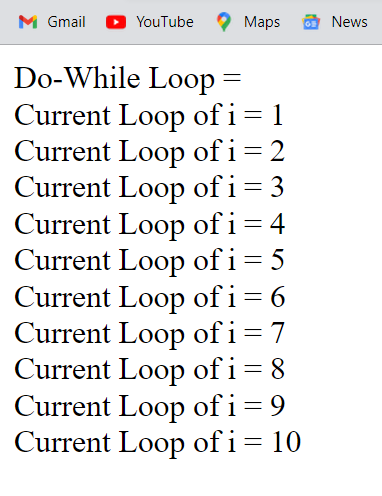 Gmail YouTube Maps News
Do-While Loop =
Current Loop of i = 1
Current Loop of i = 2
Current Loop of i = 3
Current Loop of i = 4
Current Loop of i = 5
Current Loop of i = 6
Current Loop of i = 7
Current Loop of i = 8
Current Loop of i = 9
Current Loop of i = 10